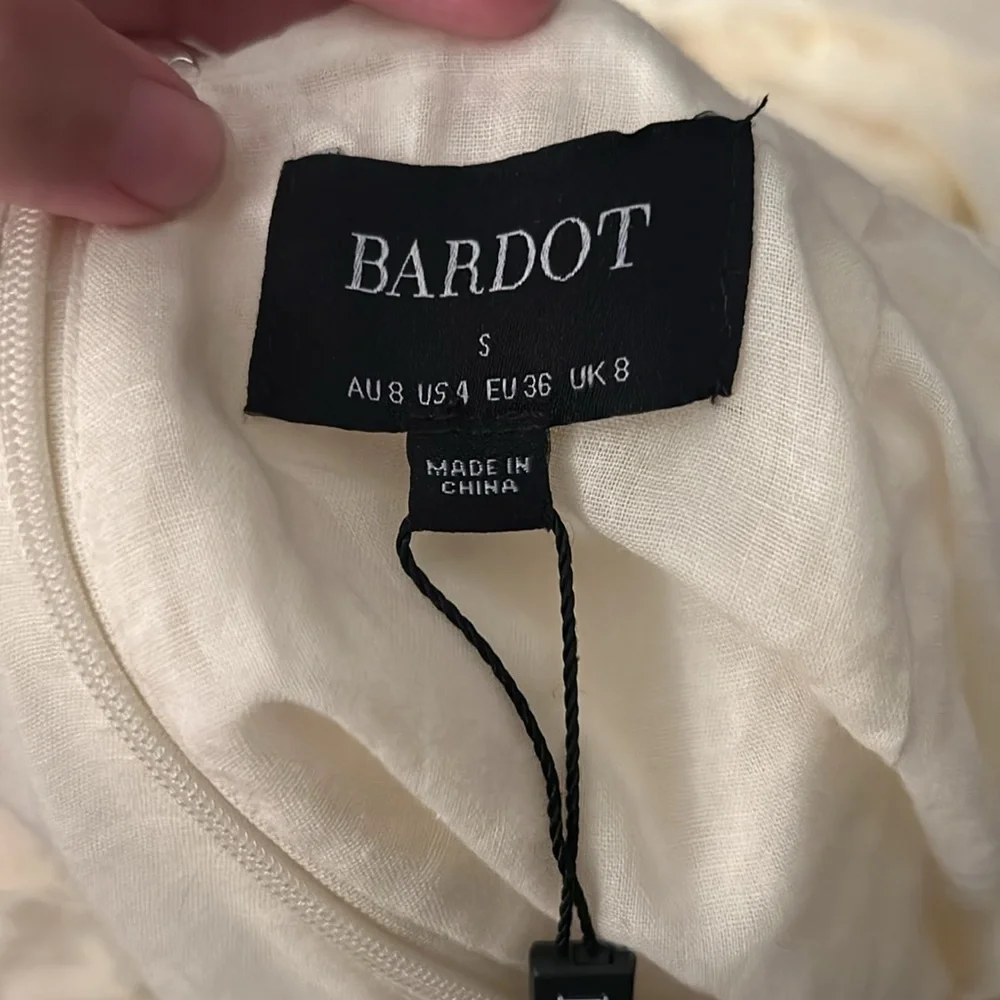 BARDOT
S
AU 8 US 4 EU 36 UK 8
MADE IN
CHINA